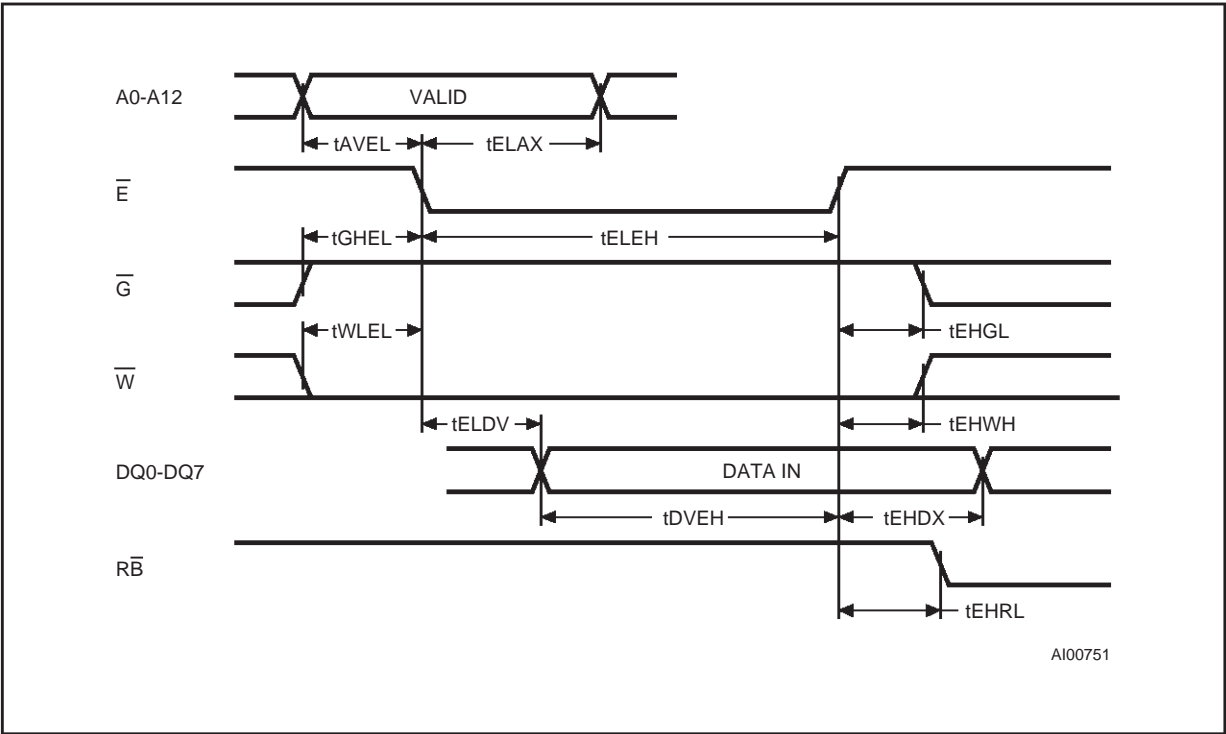 A0-A12 VALID
tAVEL tELAX
E̅
tGHEL tELEH
G̅
tWLEL tEHGL
W̅
tELDV tEHWH
DQ0-DQ7 DATA IN
tDVEH tEHDX
RB̅
tEHRL
AI00751